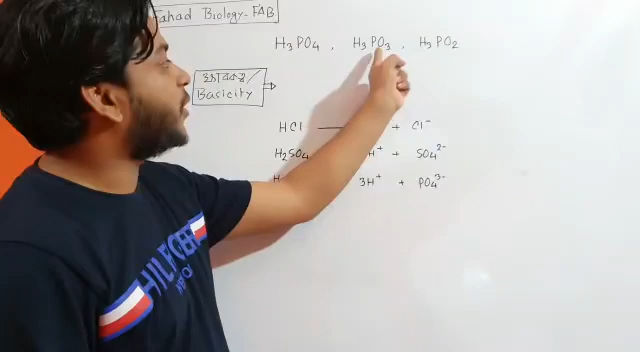 Fahad Biology-FAB
H₃PO₄ , H₃PO₃ , H₃PO₂
Basicity
HCl + Cl⁻
H₂SO₄ H⁺ + SO₄²⁻
H 3H⁺ + PO₄³⁻
HILFIGER